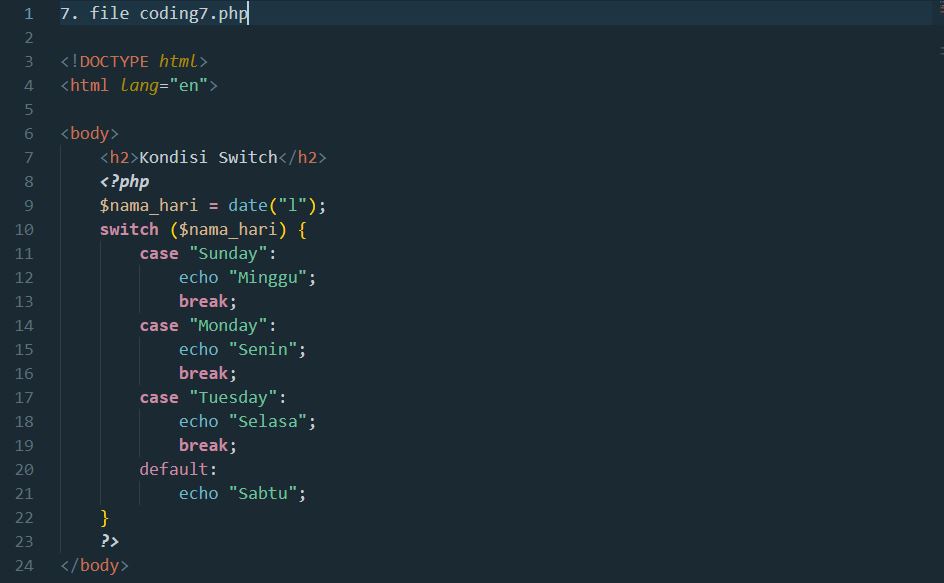 1 7. file coding7.php
2
3 <!DOCTYPE html>
4 <html lang="en">
5
6 <body>
7     <h2>Kondisi Switch</h2>
8     <?php
9     $nama_hari = date("l");
10     switch ($nama_hari) {
11         case "Sunday":
12             echo "Minggu";
13             break;
14         case "Monday":
15             echo "Senin";
16             break;
17         case "Tuesday":
18             echo "Selasa";
19             break;
20         default:
21             echo "Sabtu";
22     }
23     ?>
24 </body>